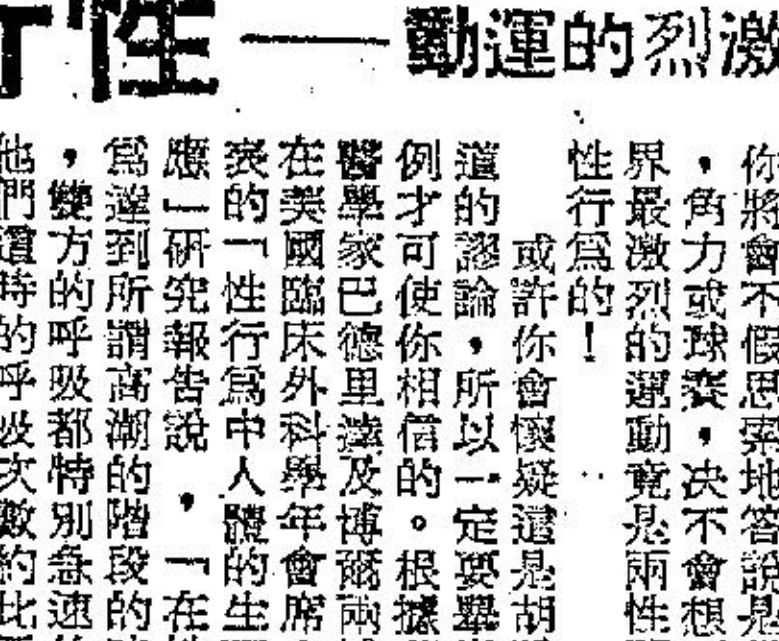 激烈的運動——性
你將會不假思索地答說是
，角力或球賽，決不會想
界最激烈的運動竟是兩性
性行爲的！
或許你會懷疑這是胡
道的謬論，所以一定要舉
例才可使你相信的。根據
醫學家巴德里達及博爾兩
在美國臨床外科學年會席
表的「性行爲中人體的生
應」研究報告說，「在
爲達到所謂高潮的階段的
，雙方的呼吸都特別急速
他們這時的呼吸次數約比